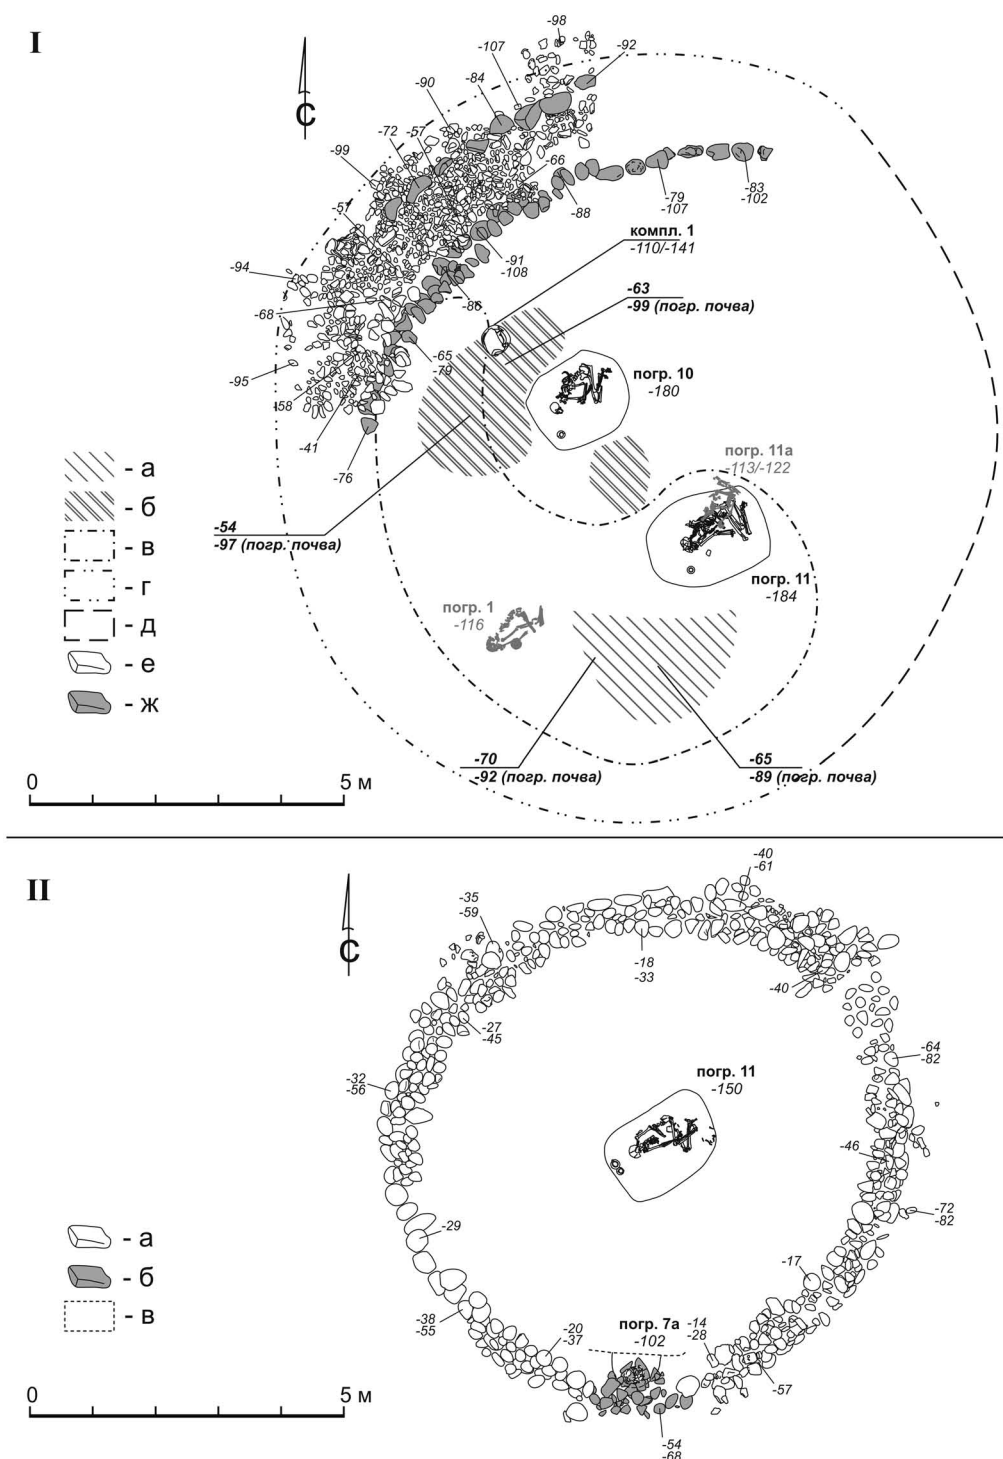 I
С
-98
-107
-92
-84
-90
-72
-57
-99
-66
-57
-79
-107
-83
-102
-88
компл. 1
-110/-141
-94
-91
-108
-63
-99 (погр. почва)
-86
-68
-65
-79
погр. 10
-180
-95
-58
-41
-76
погр. 11а
-113/-122
- а
- б
- в
- г
- д
- е
- ж
-54
-97 (погр. почва)
погр. 11
-184
погр. 1
-116
-70
-92 (погр. почва)
-65
-89 (погр. почва)
0
5 м
II
С
-40
-61
-35
-59
-18
-33
-40
-27
-45
-64
-82
-32
-56
погр. 11
-150
-46
-72
-82
-29
-17
- а
- б
- в
-38
-55
-20
-37
погр. 7а
-102
-14
-28
-57
-54
-68
0
5 м